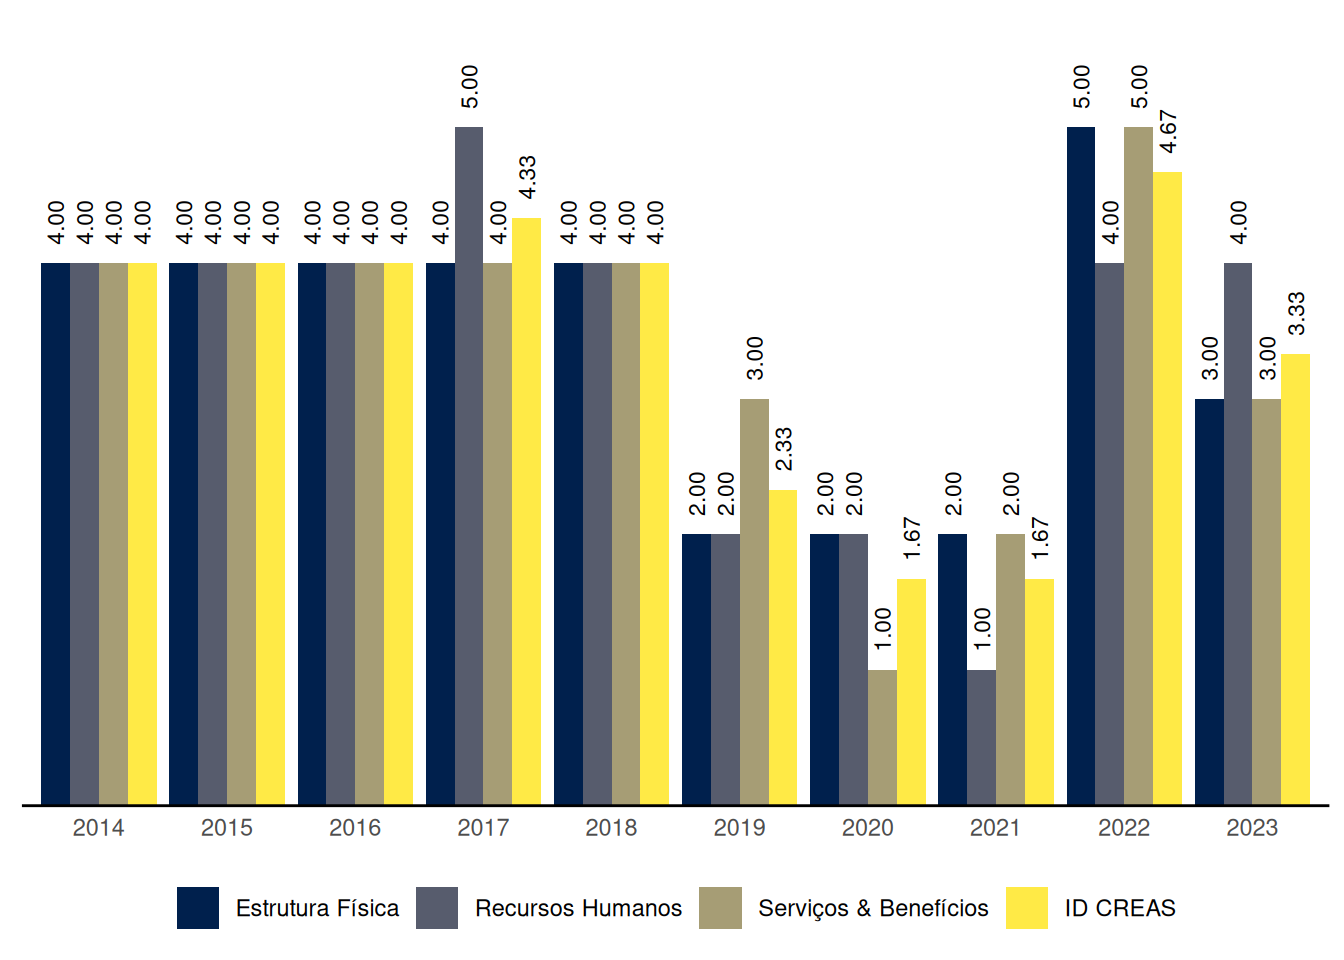 4.00 4.00 4.00 4.00
4.00 4.00 4.00 4.00
4.00 4.00 4.00 4.00
4.00 5.00 4.00 4.33
4.00 4.00 4.00 4.00
2.00 2.00 3.00 2.33
2.00 2.00 1.00 1.67
2.00 1.00 2.00 1.67
5.00 4.00 5.00 4.67
3.00 4.00 3.00 3.33
2014 2015 2016 2017 2018 2019 2020 2021 2022 2023
Estrutura Física Recursos Humanos Serviços & Benefícios ID CREAS